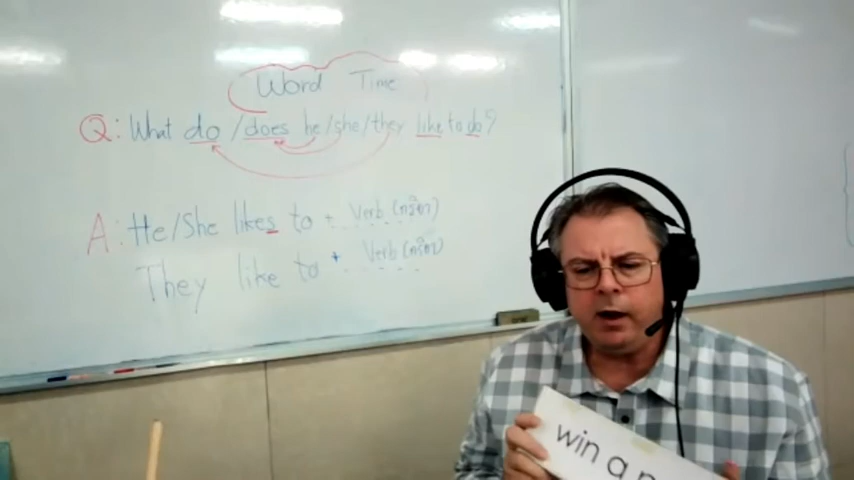 Word Time
Q: What do /does he/she/they like to do?
A: He/She likes to + Verb (กริยา)
They like to + Verb (กริยา)
win a